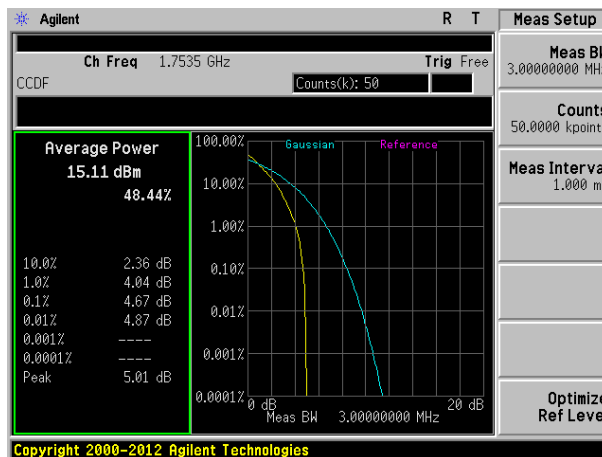 Agilent R T Meas Setup
Ch Freq 1.7535 GHz Trig Free
CCDF Counts(k): 50
Average Power
15.11 dBm
48.44%
10.0% 2.36 dB
1.0% 4.04 dB
0.1% 4.67 dB
0.01% 4.87 dB
0.001% ----
0.0001% ----
Peak 5.01 dB
Gaussian Reference
100.00%
10.00%
1.00%
0.10%
0.01%
0.001%
0.0001%
0 dB 20 dB
Meas BW 3.00000000 MHz
Meas B
3.00000000 MH
Counts
50.0000 kpoint
Meas Interva
1.000 m
Optimize
Ref Leve
Copyright 2000-2012 Agilent Technologies